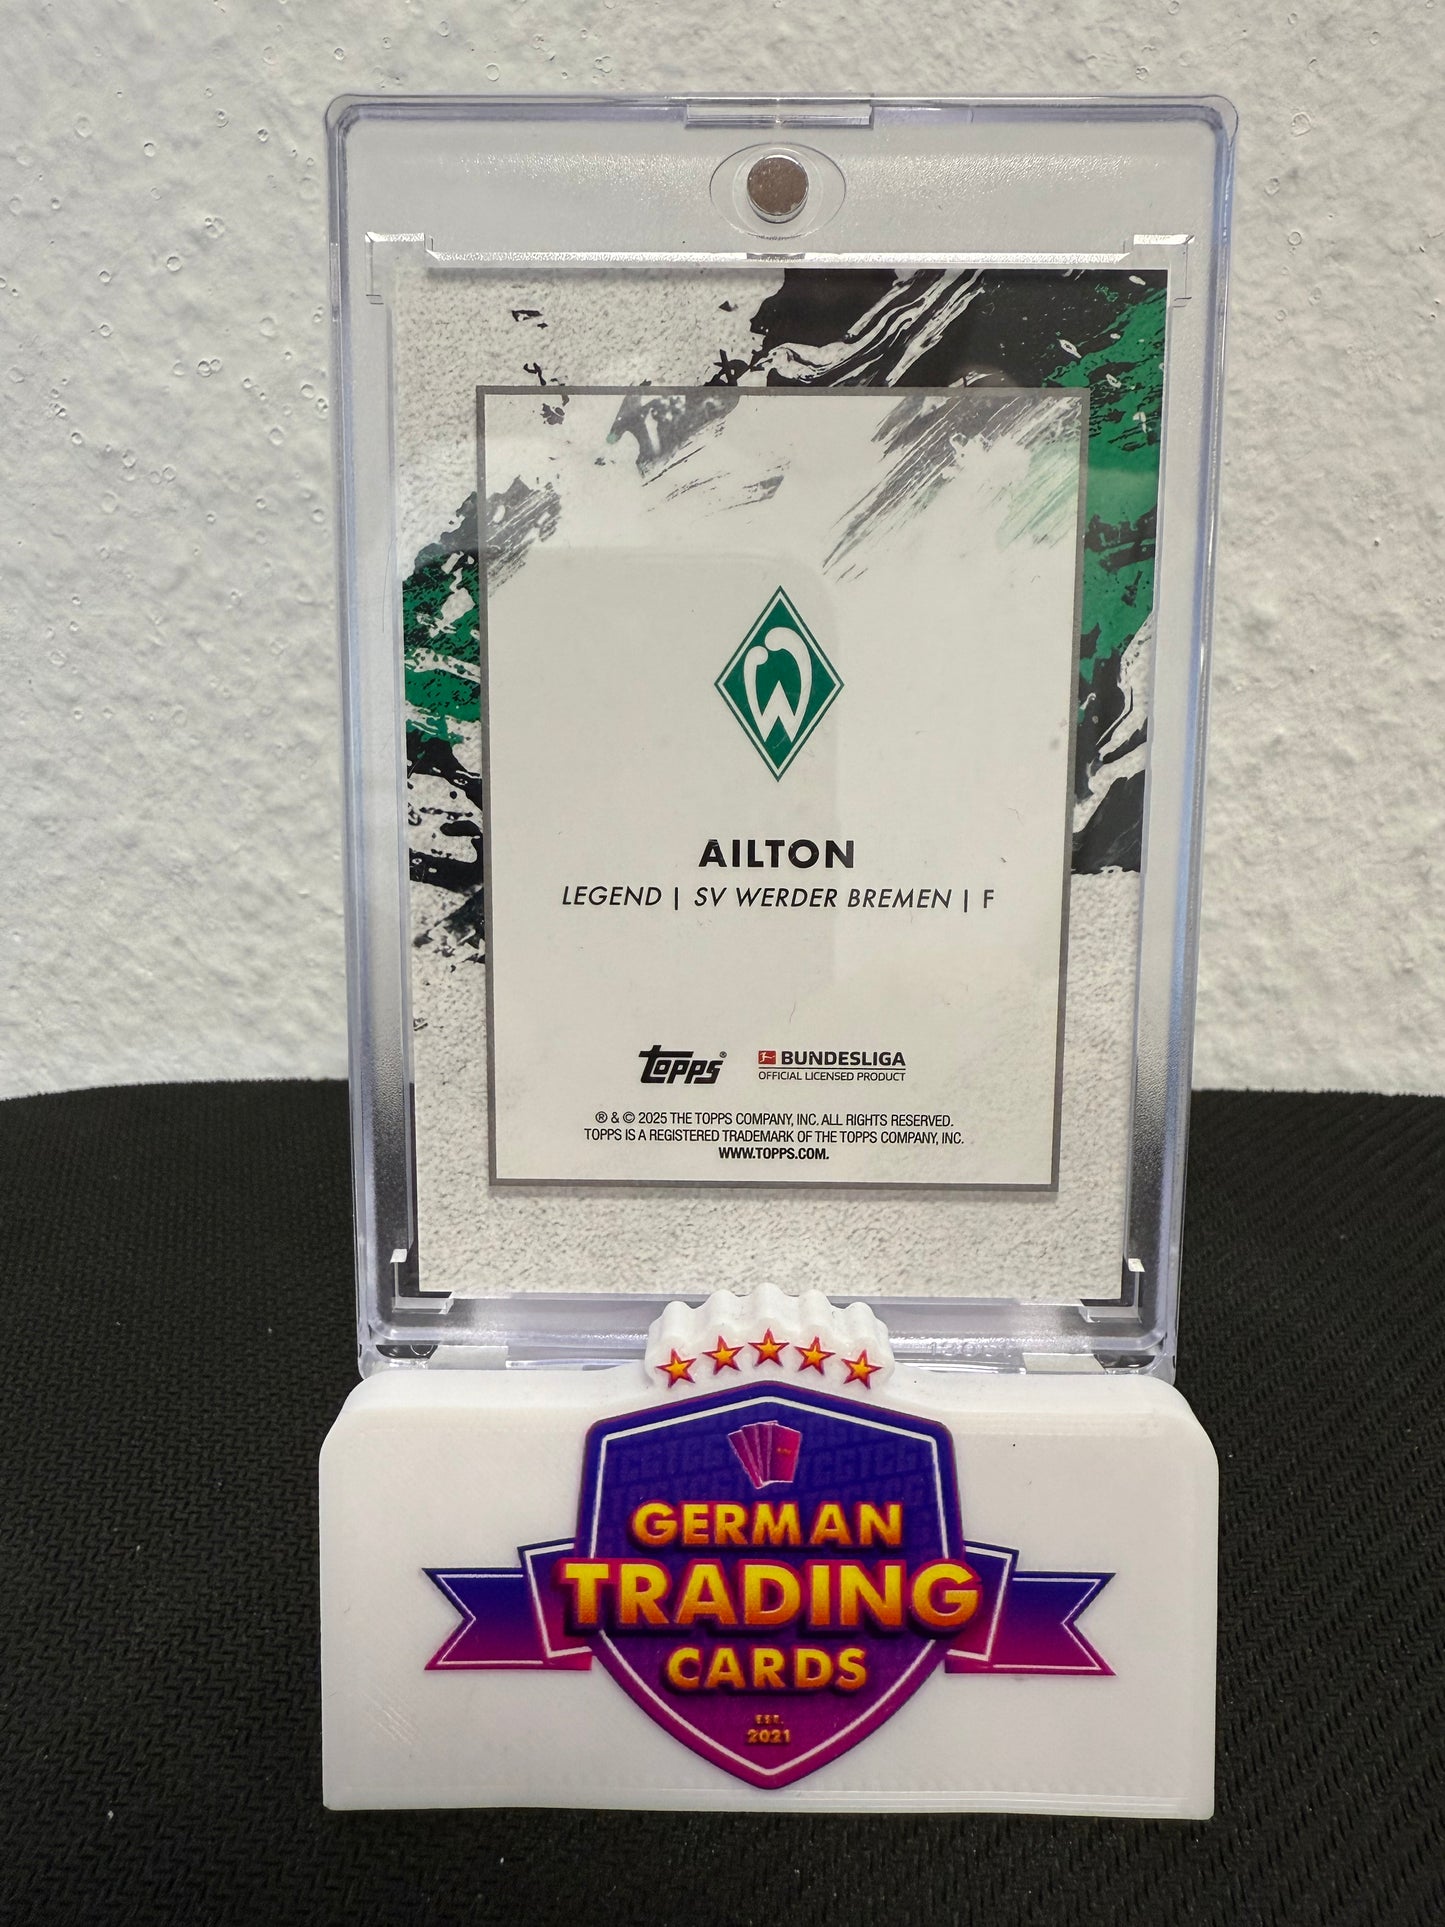 AILTON
LEGEND | SV WERDER BREMEN | F
Topps®
BUNDESLIGA
OFFICIAL LICENSED PRODUCT
® & © 2025 THE TOPPS COMPANY, INC. ALL RIGHTS RESERVED.
TOPPS IS A REGISTERED TRADEMARK OF THE TOPPS COMPANY, INC.
WWW.TOPPS.COM.
GERMAN
TRADING
CARDS
EST.
2021